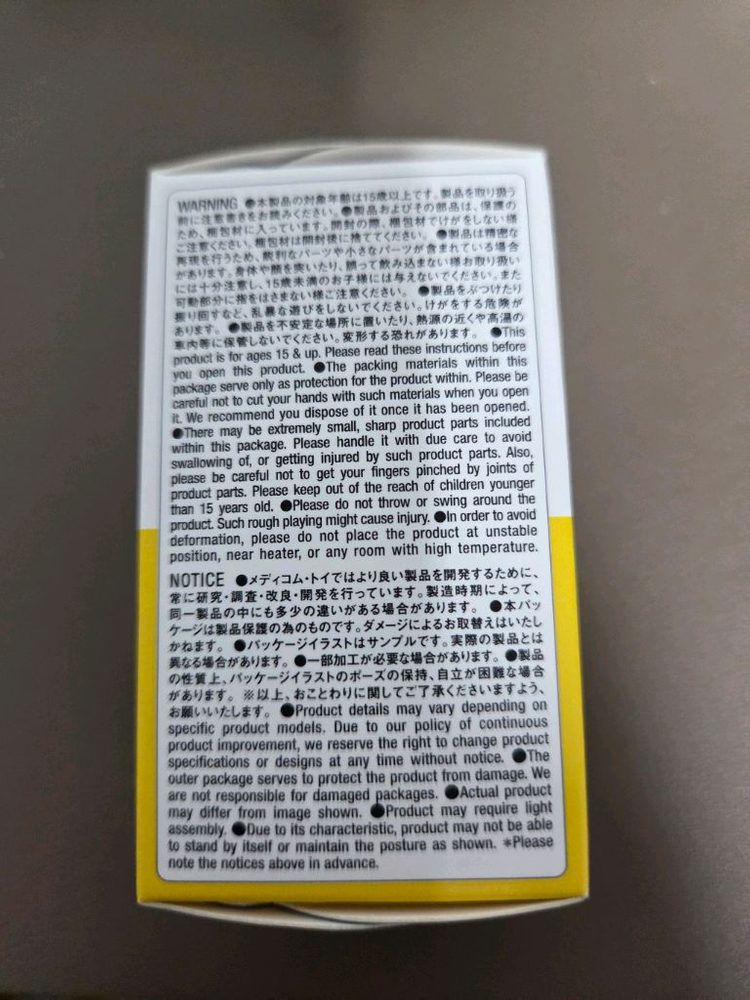 WARNING ●本製品の対象年齢は15歳以上です。製品を取り扱う
前に注意書きをお読みください。●製品およびその部品は、保護の
ため、梱包材に入っています。開封の際、梱包材でけがをしない様
ご注意ください。梱包材は開封後に捨ててください。 ●製品は精密な
再現を行うため、鋭利なパーツや小さなパーツが含まれている場合
があります。身体や顔を突いたり、誤って飲み込まない様お取り扱い
には十分注意し、15歳未満のお子様には与えないでください。また
可動部分に指をはさまない様ご注意ください。 ●製品をぶつけたり
振り回すなど、乱暴な遊びをしないでください。けがをする危険が
あります。 ●製品を不安定な場所に置いたり、熱源の近くや高温の
車内等に保管しないでください。変形する恐れがあります。 ●This
product is for ages 15 & up. Please read these instructions before
you open this product. ●The packing materials within this
package serve only as protection for the product within. Please be
careful not to cut your hands with such materials when you open
it. We recommend you dispose of it once it has been opened.
●There may be extremely small, sharp product parts included
within this package. Please handle it with due care to avoid
swallowing of, or getting injured by such product parts. Also,
please be careful not to get your fingers pinched by joints of
product parts. Please keep out of the reach of children younger
than 15 years old. ●Please do not throw or swing around the
product. Such rough playing might cause injury. ●In order to avoid
deformation, please do not place the product at unstable
position, near heater, or any room with high temperature.
NOTICE ●メディコム・トイではより良い製品を開発するために、
常に研究・調査・改良・開発を行っています。製造時期によって、
同一製品の中にも多少の違いがある場合があります。 ●本パッ
ケージは製品保護の為のものです。ダメージによるお取替えはいたし
かねます。 ●パッケージイラストはサンプルです。実際の製品とは
異なる場合があります。 ●一部加工が必要な場合があります。 ●製品
の性質上、パッケージイラストのポーズの保持、自立が困難な場合
があります。 ※以上、おことわりに関してご了承くださいますよう、
お願いいたします。 ●Product details may vary depending on
specific product models. Due to our policy of continuous
product improvement, we reserve the right to change product
specifications or designs at any time without notice. ●The
outer package serves to protect the product from damage. We
are not responsible for damaged packages. ●Actual product
may differ from image shown. ●Product may require light
assembly. ●Due to its characteristic, product may not be able
to stand by itself or maintain the posture as shown. ＊Please
note the notices above in advance.